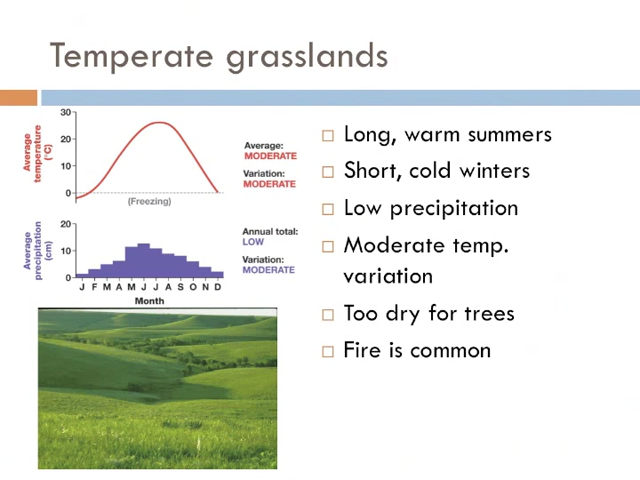 Temperate grasslands
Average temperature (°C)
30
20
10
0
(Freezing)
Average:
MODERATE
Variation:
MODERATE
Average precipitation (cm)
20
10
0
Annual total:
LOW
Variation:
MODERATE
J F M A M J J A S O N D
Month
Long, warm summers
Short, cold winters
Low precipitation
Moderate temp.
variation
Too dry for trees
Fire is common